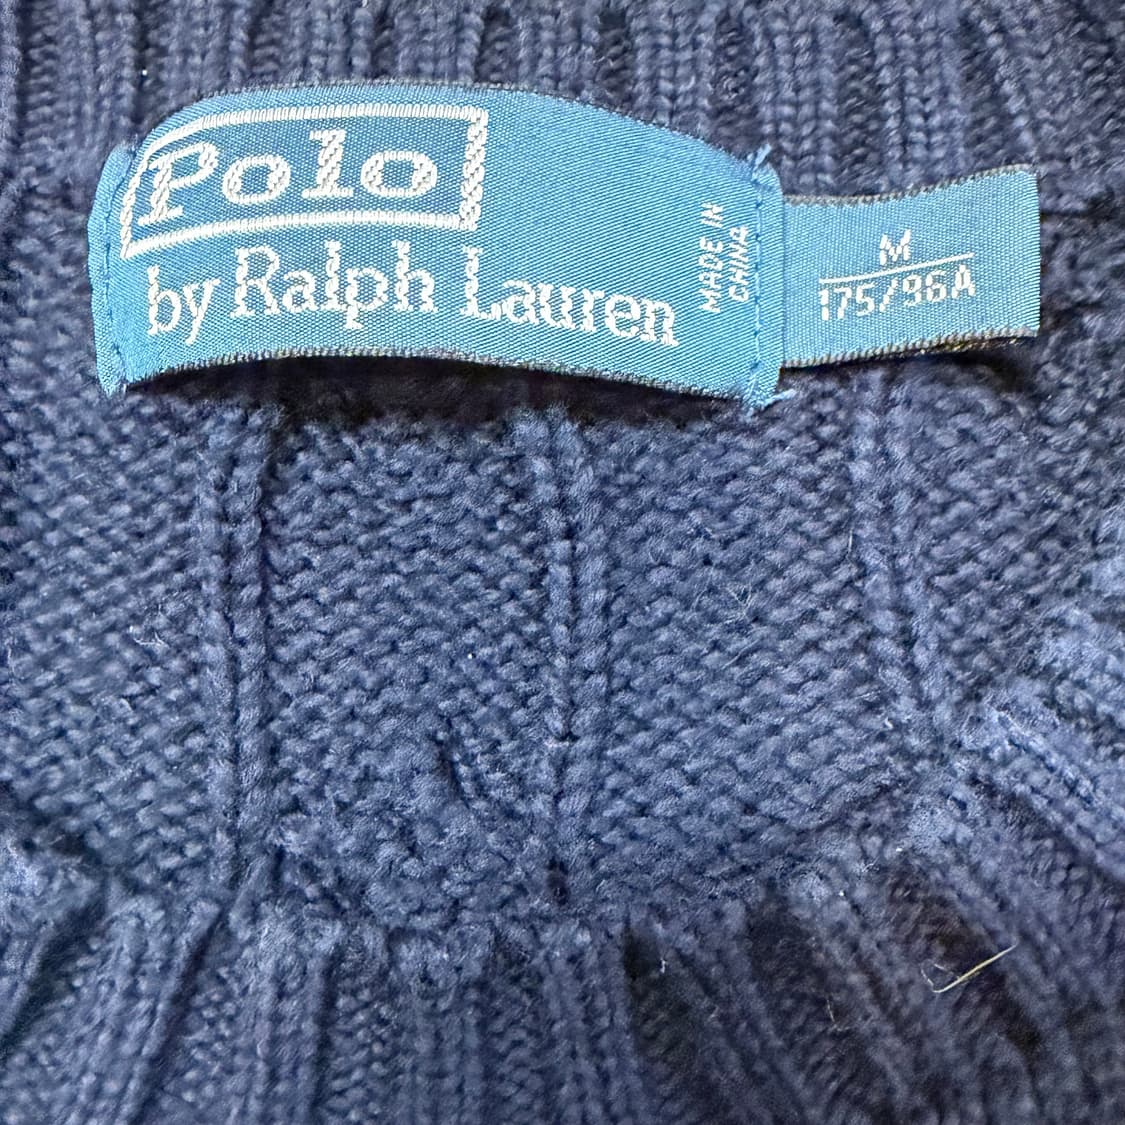 Polo
by Ralph Lauren
MADE IN
CHINA
M
175/96A